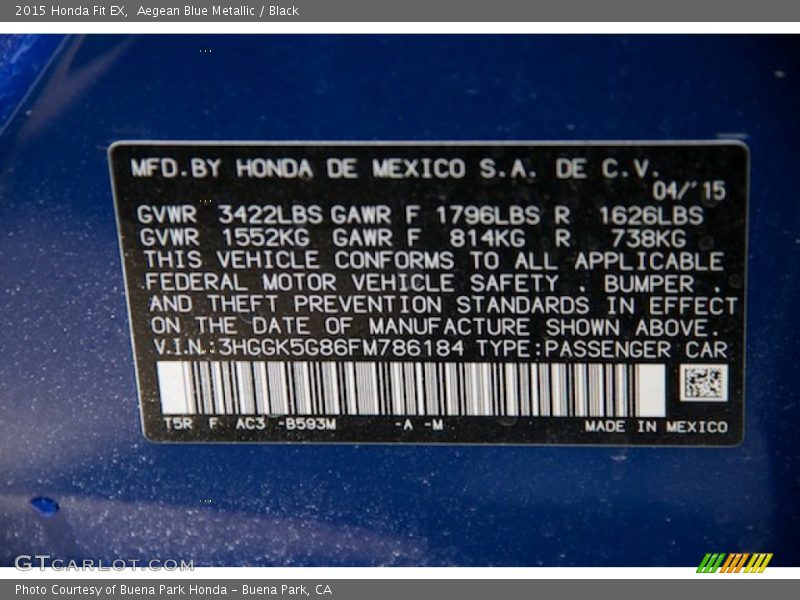 2015 Honda Fit EX, Aegean Blue Metallic / Black
MFD.BY HONDA DE MEXICO S.A. DE C.V.
04/'15
GVWR 3422LBS GAWR F 1796LBS R 1626LBS
GVWR 1552KG GAWR F 814KG R 738KG
THIS VEHICLE CONFORMS TO ALL APPLICABLE
FEDERAL MOTOR VEHICLE SAFETY , BUMPER ,
AND THEFT PREVENTION STANDARDS IN EFFECT
ON THE DATE OF MANUFACTURE SHOWN ABOVE.
V.I.N.:3HGGK5G86FM786184 TYPE:PASSENGER CAR
T5R F AC3 -B593M -A -M MADE IN MEXICO
GTCARLOT.COM
Photo Courtesy of Buena Park Honda - Buena Park, CA